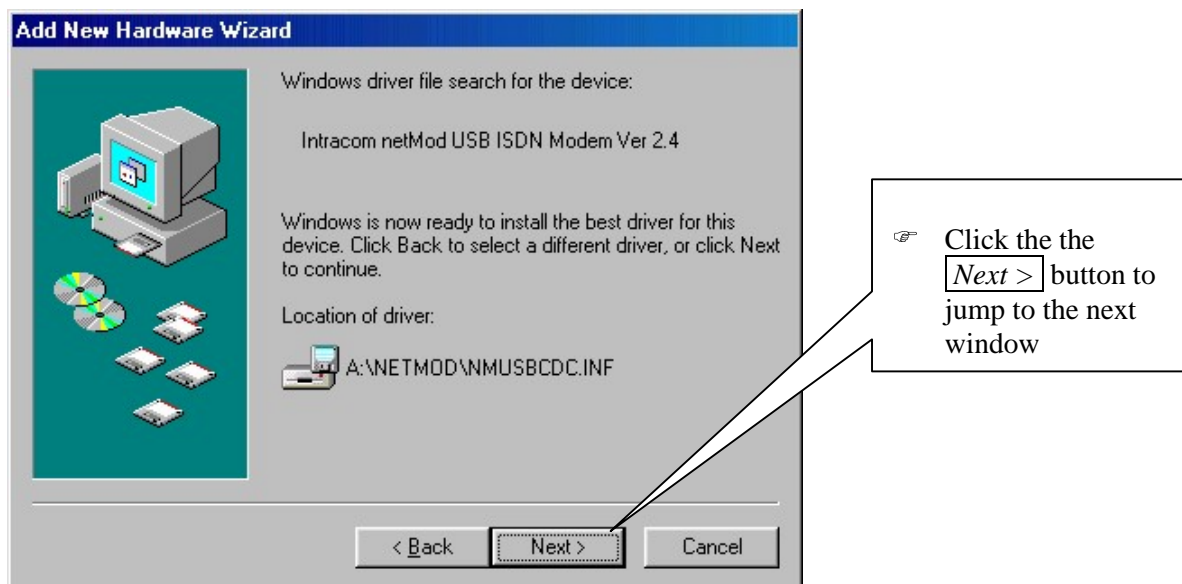 Add New Hardware Wizard
Windows driver file search for the device:
Intracom netMod USB ISDN Modem Ver 2.4
Windows is now ready to install the best driver for this
device. Click Back to select a different driver, or click Next
to continue.
Location of driver:
A:\NETMOD\NMUSBCDC.INF
< Back
Next >
Cancel
☞ Click the the
Next > button to
jump to the next
window